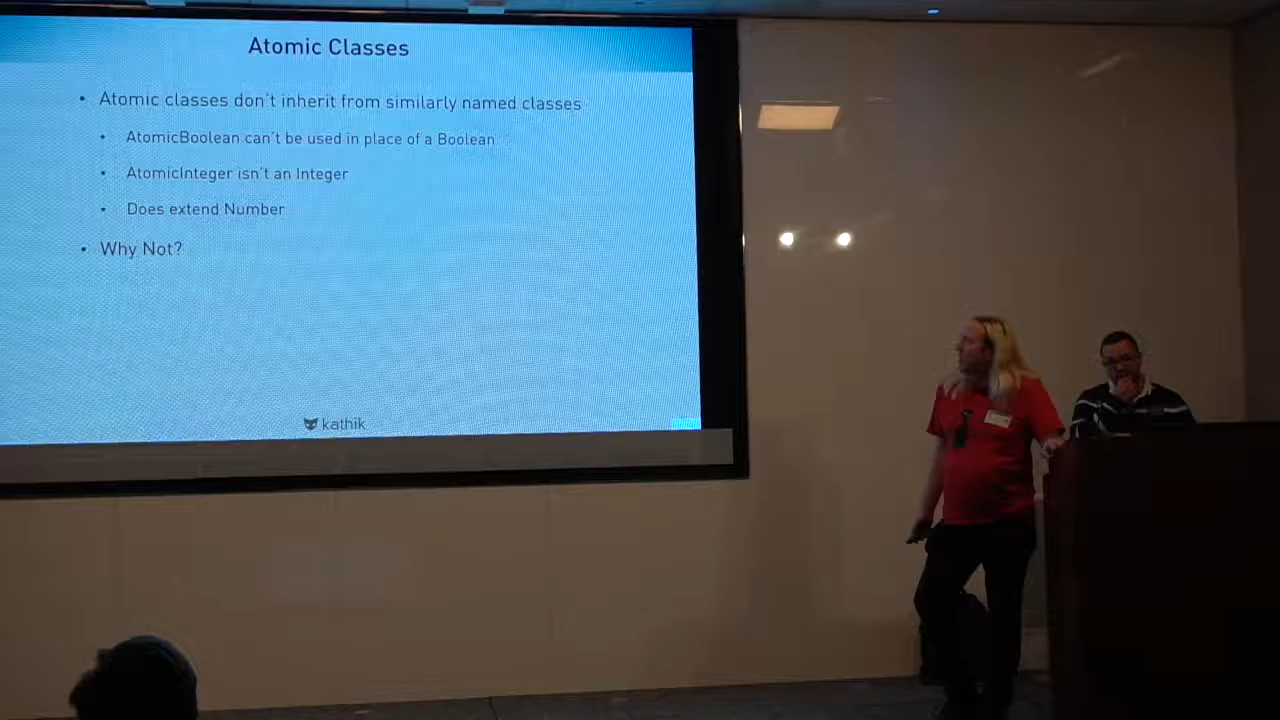 Atomic Classes
• Atomic classes don't inherit from similarly named classes
• AtomicBoolean can't be used in place of a Boolean
• AtomicInteger isn't an Integer
• Does extend Number
• Why Not?
kathik